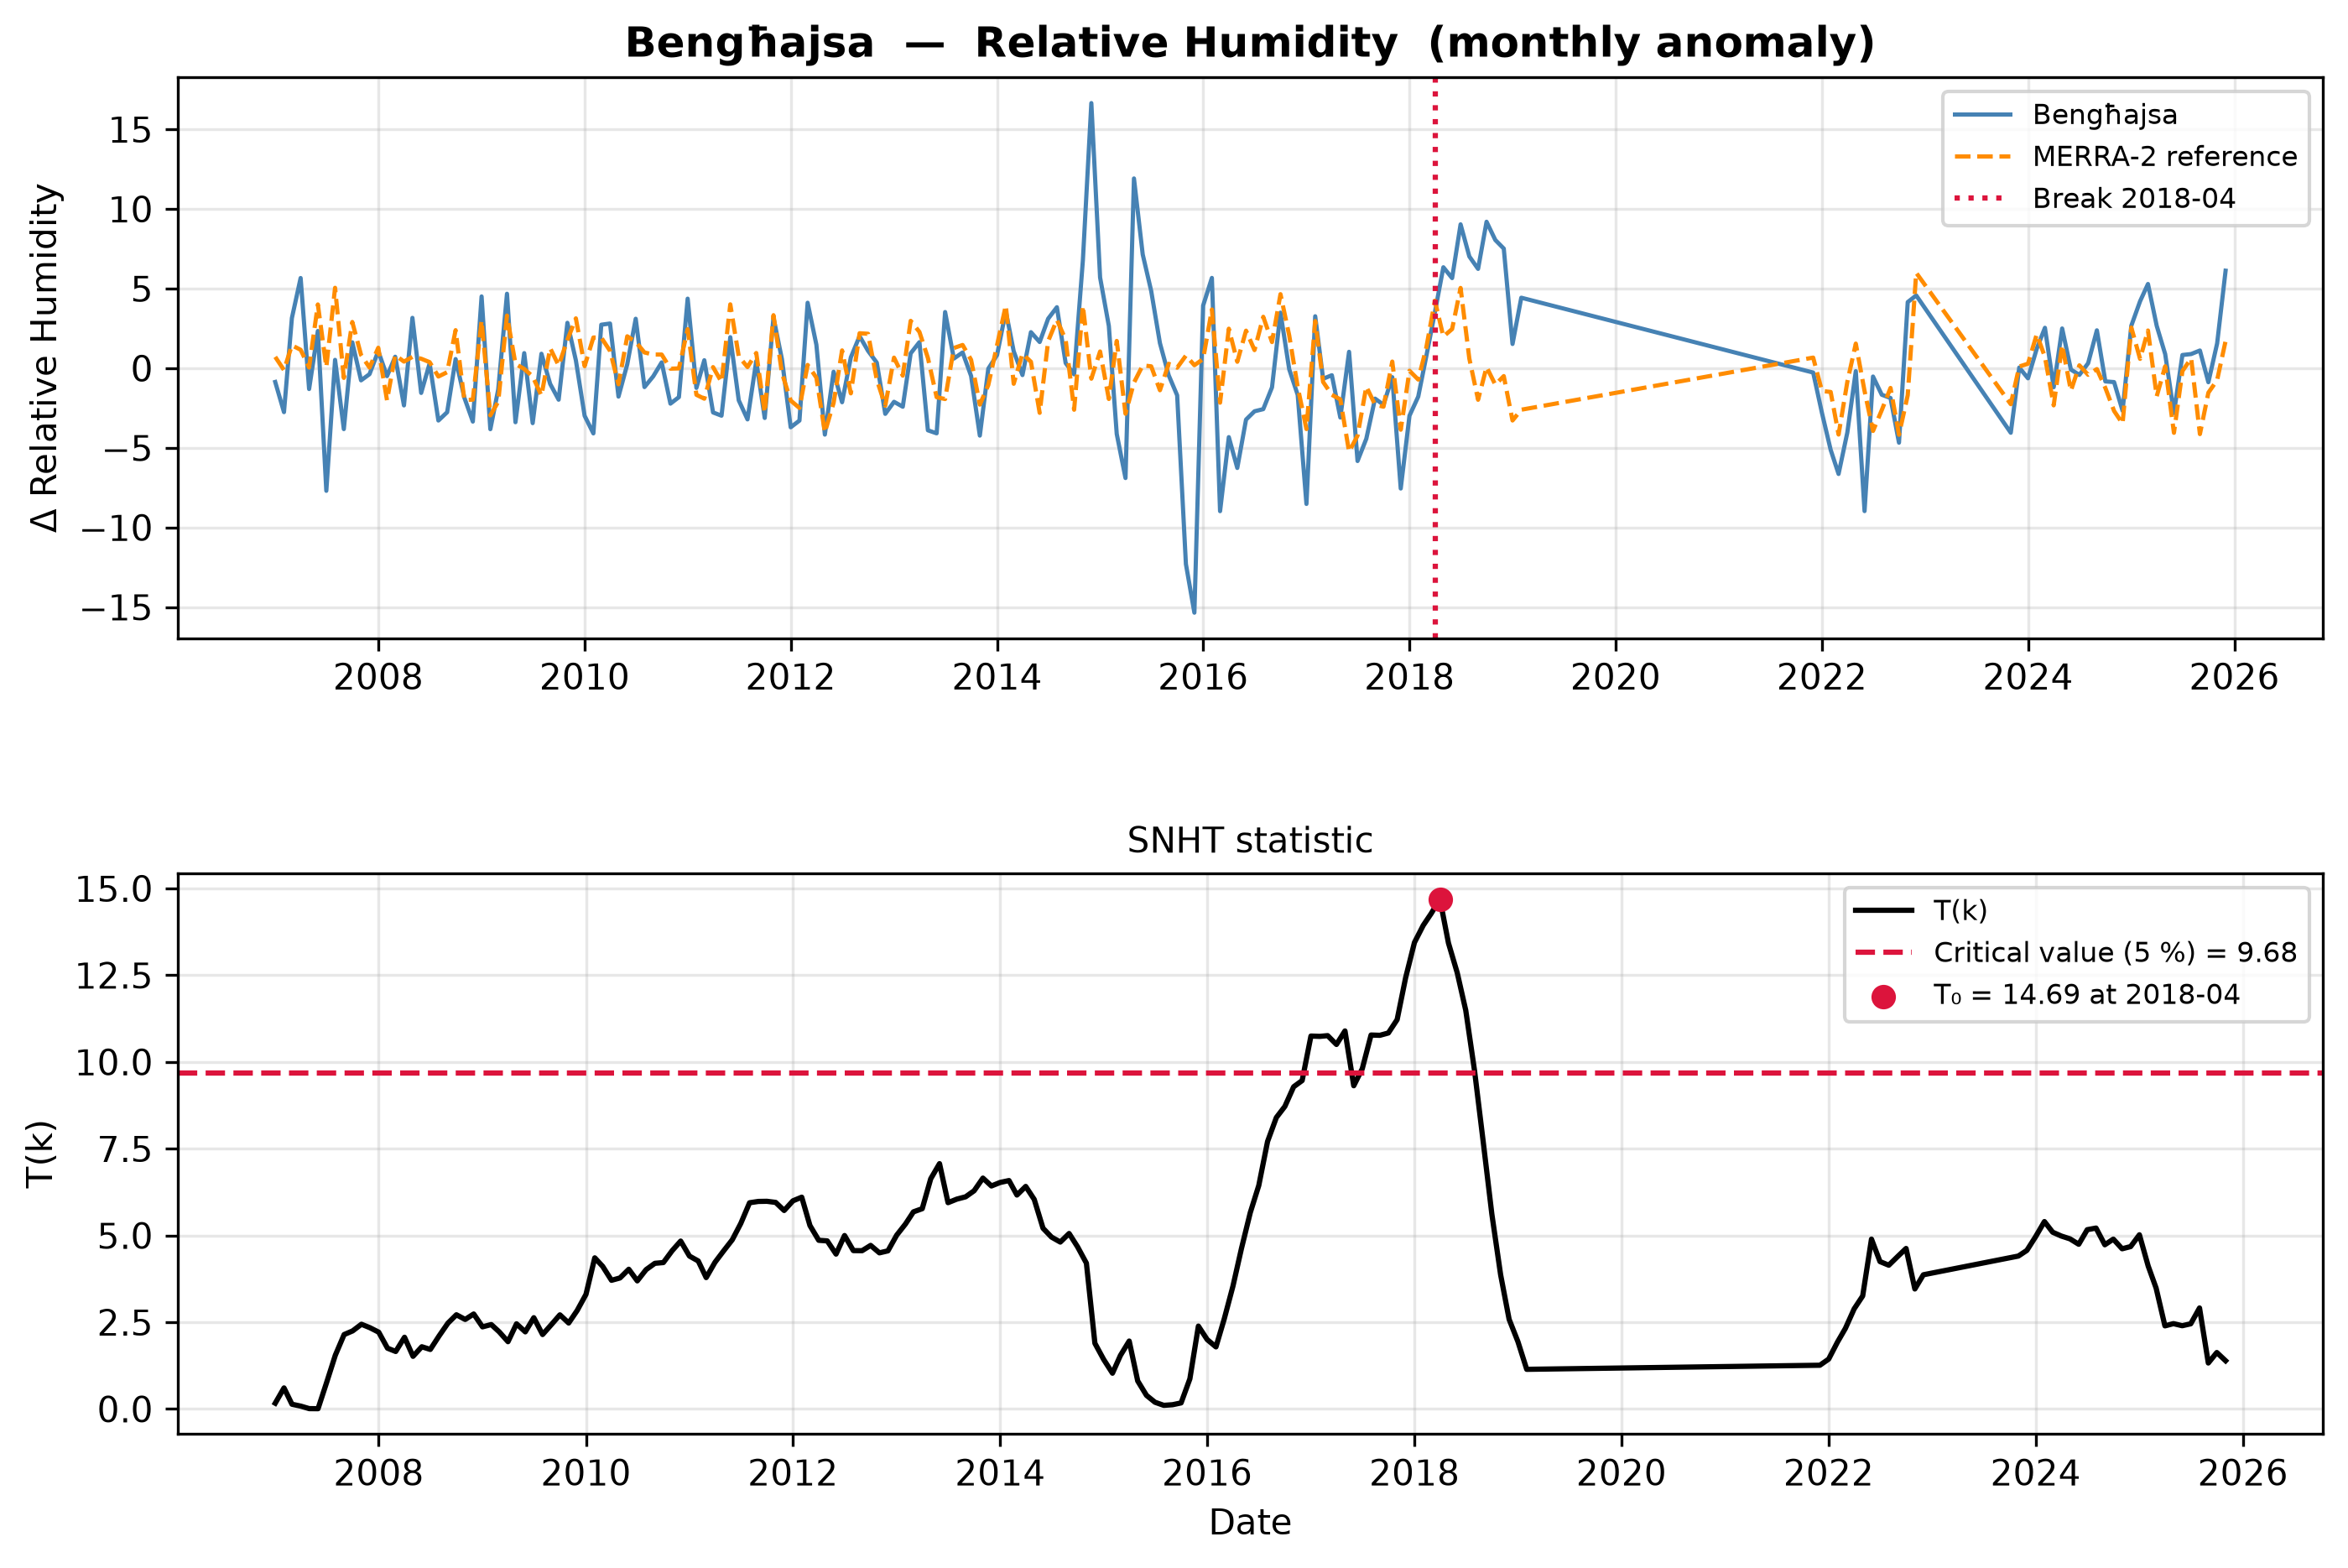 Bengħajsa — Relative Humidity (monthly anomaly)
Δ Relative Humidity
15
10
5
0
−5
−10
−15
Bengħajsa
MERRA-2 reference
Break 2018-04
2008 2010 2012 2014 2016 2018 2020 2022 2024 2026
SNHT statistic
T(k)
15.0
12.5
10.0
7.5
5.0
2.5
0.0
T(k)
Critical value (5 %) = 9.68
T₀ = 14.69 at 2018-04
2008 2010 2012 2014 2016 2018 2020 2022 2024 2026
Date